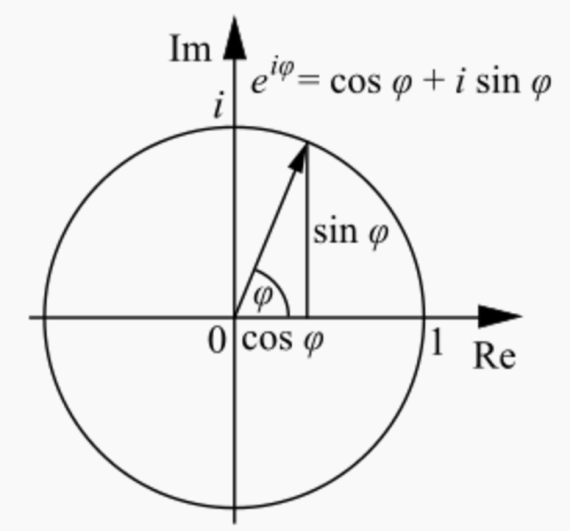 Im
e^{iφ} = cos φ + i sin φ
i
sin φ
φ
0 cos φ 1
Re